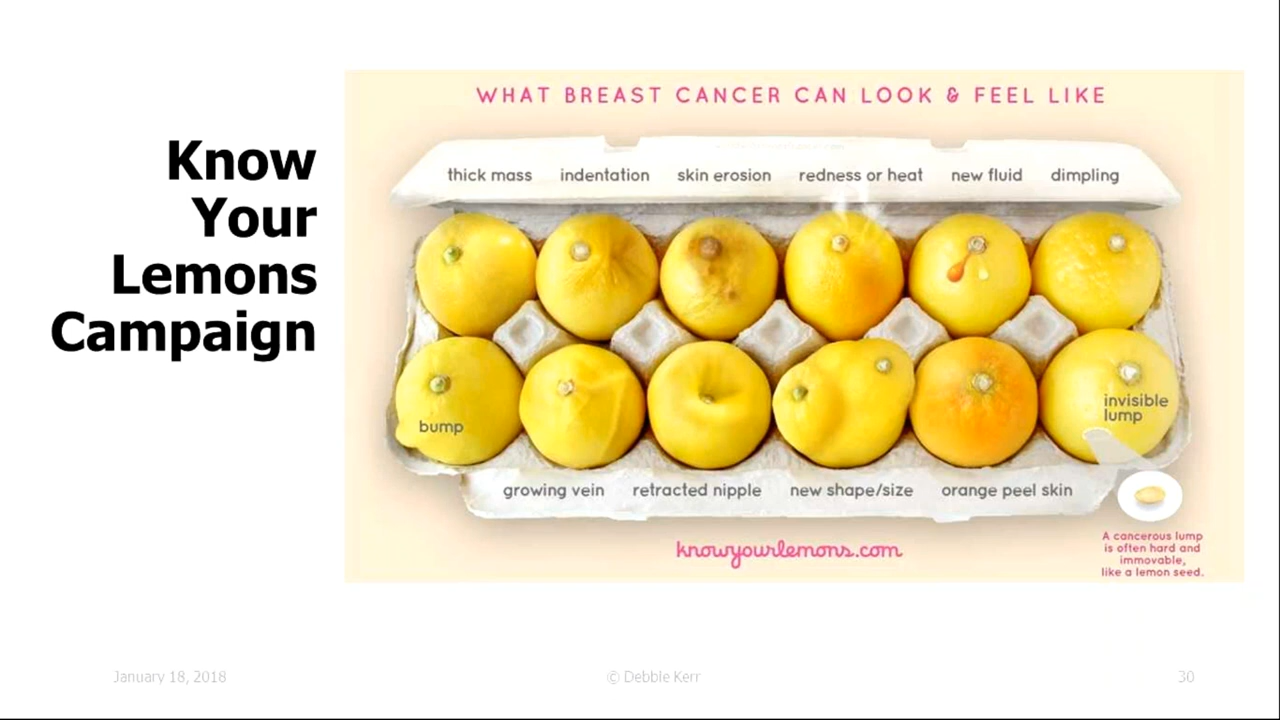 Know
Your
Lemons
Campaign
WHAT BREAST CANCER CAN LOOK & FEEL LIKE
thick mass indentation skin erosion redness or heat new fluid dimpling
bump
invisible
lump
growing vein retracted nipple new shape/size orange peel skin
knowyourlemons.com
A cancerous lump
is often hard and
immovable,
like a lemon seed.
January 18, 2018 © Debble Kerr 30